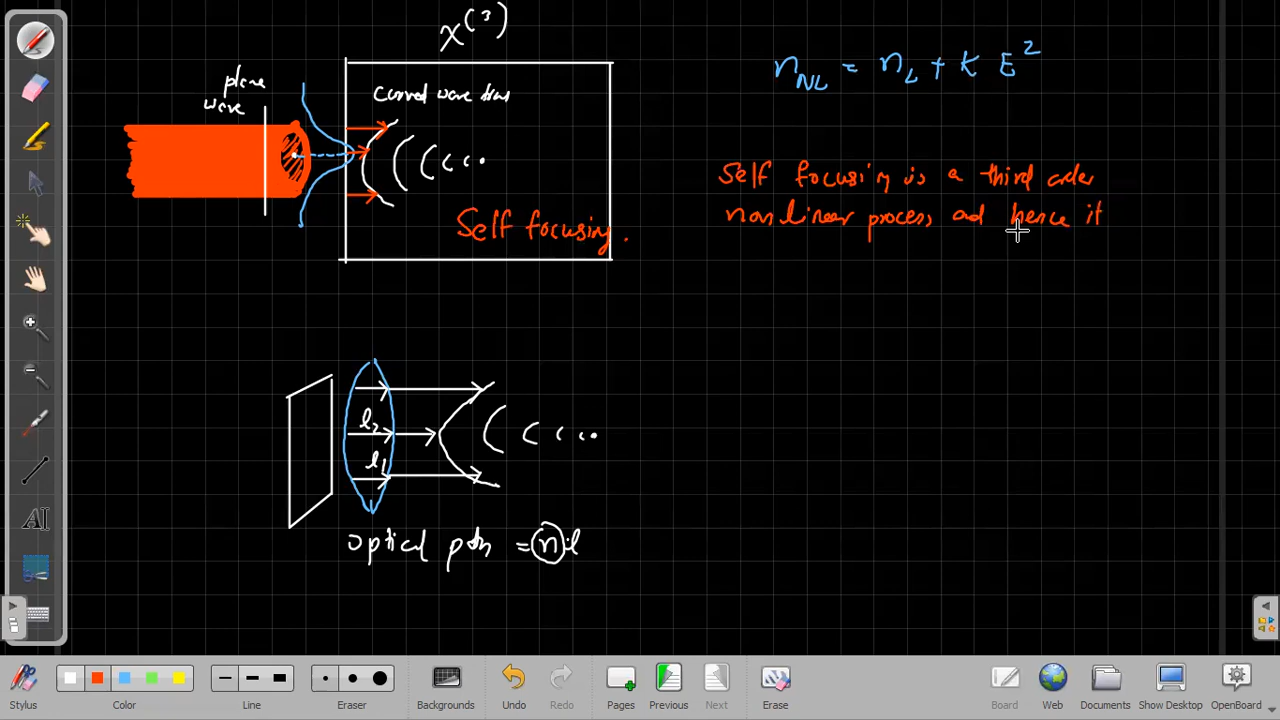 χ(3)
plane
wave
curved wave
Self focusing.
n_NL = n_L + K E²
Self focusing is a third order
nonlinear process, and hence it
l₂
l₁
optical path = n·l
Stylus
Color
Line
Eraser
Backgrounds
Undo
Redo
Pages
Previous
Next
Erase
Board
Web
Documents
Show Desktop
OpenBoard